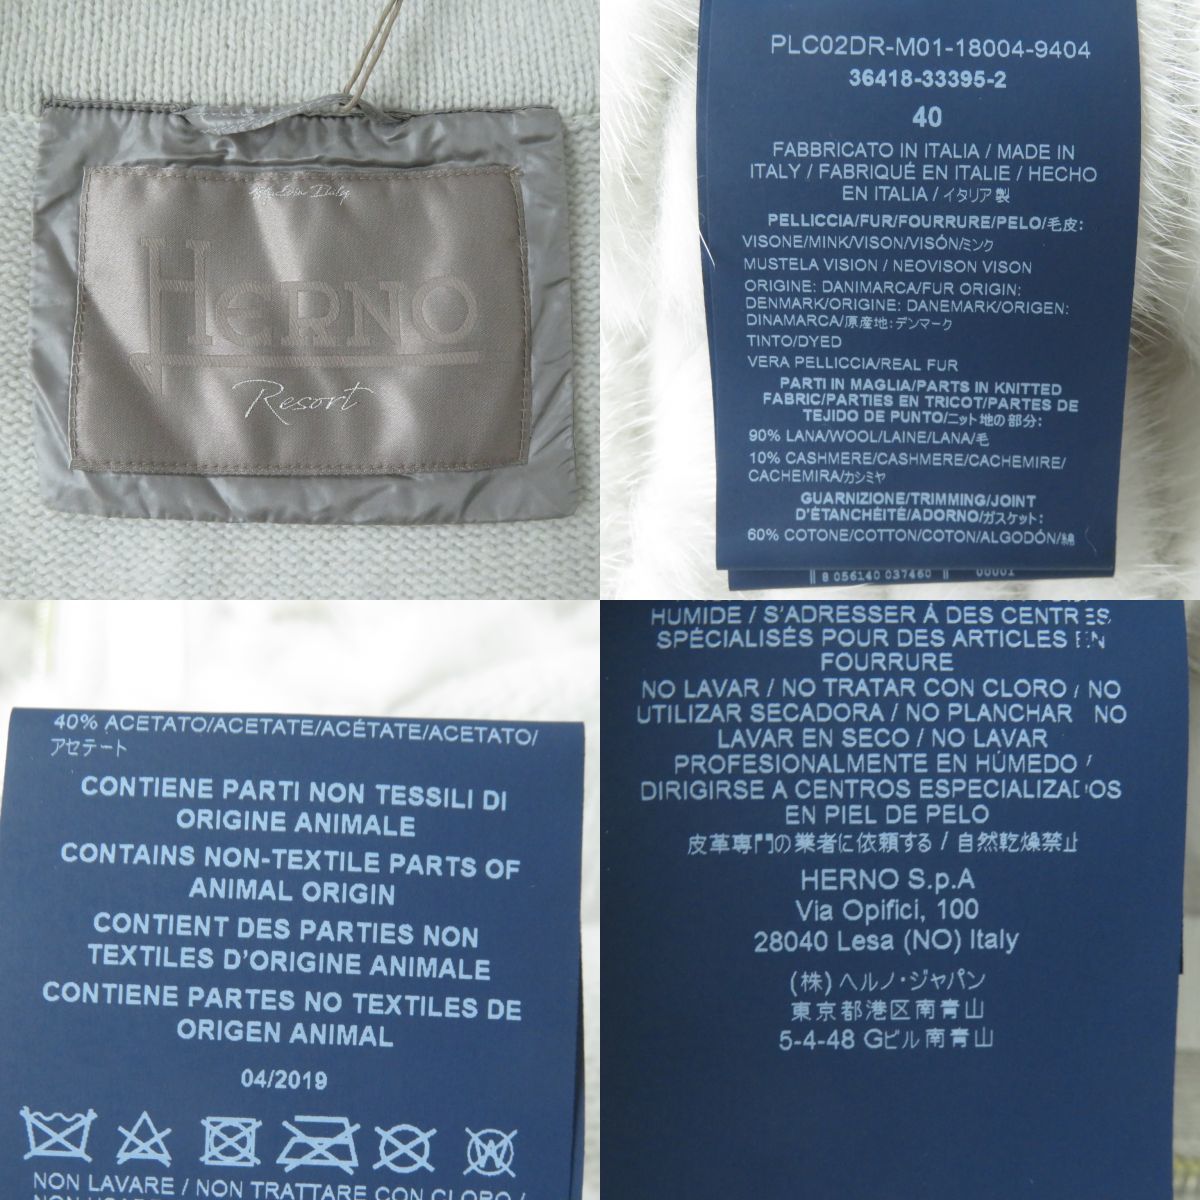 HERNO
Resort
PLC02DR-M01-18004-9404
36418-33395-2
40
FABBRICATO IN ITALIA / MADE IN
ITALY / FABRIQUÉ EN ITALIE / HECHO
EN ITALIA / イタリア製
PELLICCIA/FUR/FOURRURE/PELO/毛皮:
VISONE/MINK/VISON/VISÓN/ミンク
MUSTELA VISION / NEOVISON VISON
ORIGINE: DANIMARCA/FUR ORIGIN:
DENMARK/ORIGINE: DANEMARK/ORIGEN:
DINAMARCA/原産地:デンマーク
TINTO/DYED
VERA PELLICCIA/REAL FUR
PARTI IN MAGLIA/PARTS IN KNITTED
FABRIC/PARTIES EN TRICOT/PARTES DE
TEJIDO DE PUNTO/ニット地の部分:
90% LANA/WOOL/LAINE/LANA/毛
10% CASHMERE/CASHMERE/CACHEMIRE/
CACHEMIRA/カシミヤ
GUARNIZIONE/TRIMMING/JOINT
D'ÉTANCHÉITÉ/ADORNO/ガスケット:
60% COTONE/COTTON/COTON/ALGODÓN/綿
8 056140 037460 00001
40% ACETATO/ACETATE/ACÉTATE/ACETATO/
アセテート
CONTIENE PARTI NON TESSILI DI
ORIGINE ANIMALE
CONTAINS NON-TEXTILE PARTS OF
ANIMAL ORIGIN
CONTIENT DES PARTIES NON
TEXTILES D'ORIGINE ANIMALE
CONTIENE PARTES NO TEXTILES DE
ORIGEN ANIMAL
04/2019
NON LAVARE / NON TRATTARE CON CLORO /
HUMIDE / S'ADRESSER À DES CENTRES
SPÉCIALISÉS POUR DES ARTICLES EN
FOURRURE
NO LAVAR / NO TRATAR CON CLORO / NO
UTILIZAR SECADORA / NO PLANCHAR NO
LAVAR EN SECO / NO LAVAR
PROFESIONALMENTE EN HÚMEDO /
DIRIGIRSE A CENTROS ESPECIALIZADOS
EN PIEL DE PELO
皮革専門の業者に依頼する / 自然乾燥禁止
HERNO S.p.A
Via Opifici, 100
28040 Lesa (NO) Italy
(株) ヘルノ・ジャパン
東京都港区南青山
5-4-48 Gビル南青山